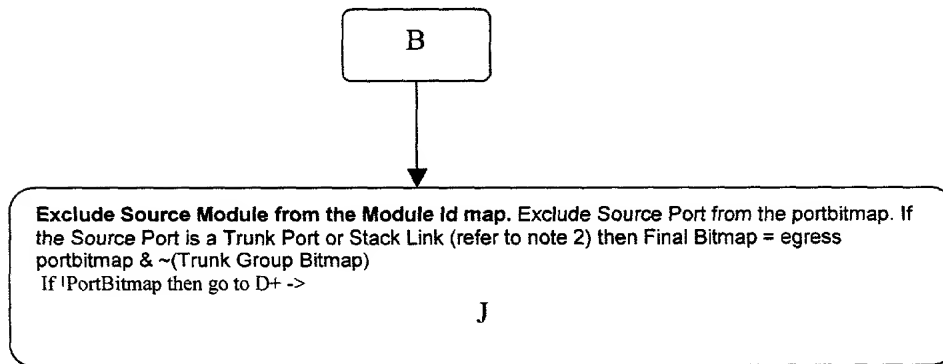 B
Exclude Source Module from the Module Id map. Exclude Source Port from the portbitmap. If
the Source Port is a Trunk Port or Stack Link (refer to note 2) then Final Bitmap = egress
portbitmap & ~(Trunk Group Bitmap)
If !PortBitmap then go to D+ ->
J